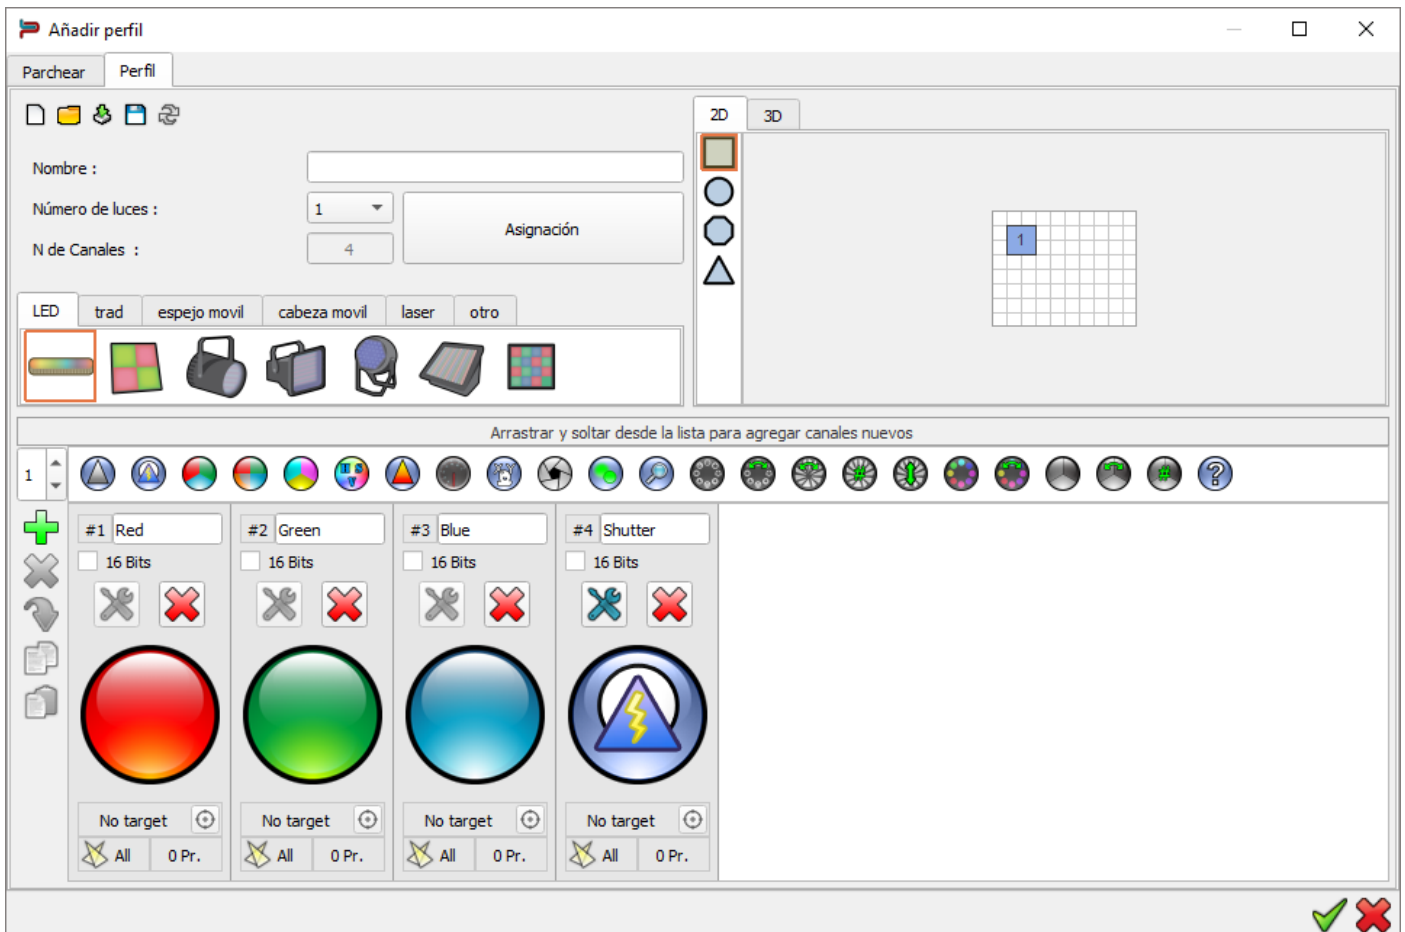 Añadir perfil
Parchear Perfil
2D 3D
Nombre :
Número de luces : 1
Asignación
N de Canales : 4
1
LED trad espejo movil cabeza movil laser otro
Arrastrar y soltar desde la lista para agregar canales nuevos
1 H S V # # ?
#1 Red #2 Green #3 Blue #4 Shutter
16 Bits 16 Bits 16 Bits 16 Bits
No target No target No target No target
All 0 Pr. All 0 Pr. All 0 Pr. All 0 Pr.